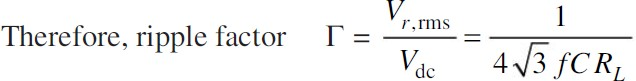 Therefore, ripple factor Γ = V_{r,rms} / V_{dc} = 1 / (4√3 fCR_L)